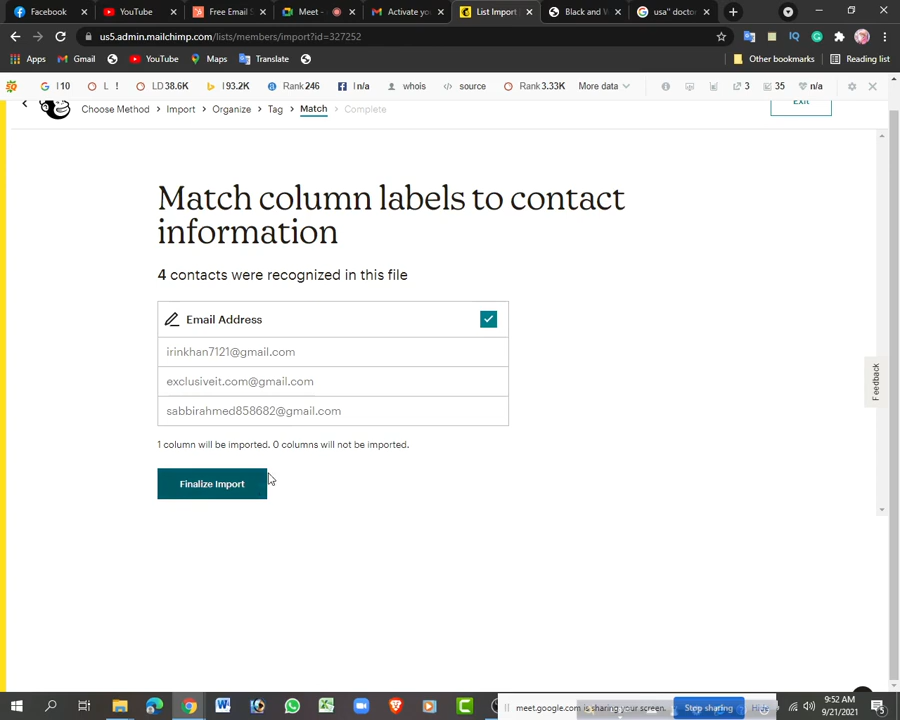 Facebook
YouTube
Free Email S
Meet -
Activate yo
List Import
Black and V
usa" doctor
us5.admin.mailchimp.com/lists/members/import?id=327252
Apps
Gmail
YouTube
Maps
Translate
Other bookmarks
Reading list
I 10
L !
LD 38.6K
I 93.2K
Rank 246
I n/a
whois
source
Rank 3.33K
More data
3
35
n/a
Choose Method
Import
Organize
Tag
Match
Complete
Exit
Match column labels to contact
information
4 contacts were recognized in this file
Email Address
irinkhan7121@gmail.com
exclusiveit.com@gmail.com
sabbirahmed858682@gmail.com
1 column will be imported. 0 columns will not be imported.
Finalize Import
Feedback
meet.google.com is sharing your screen.
Stop sharing
Hide
9:52 AM
9/21/2021